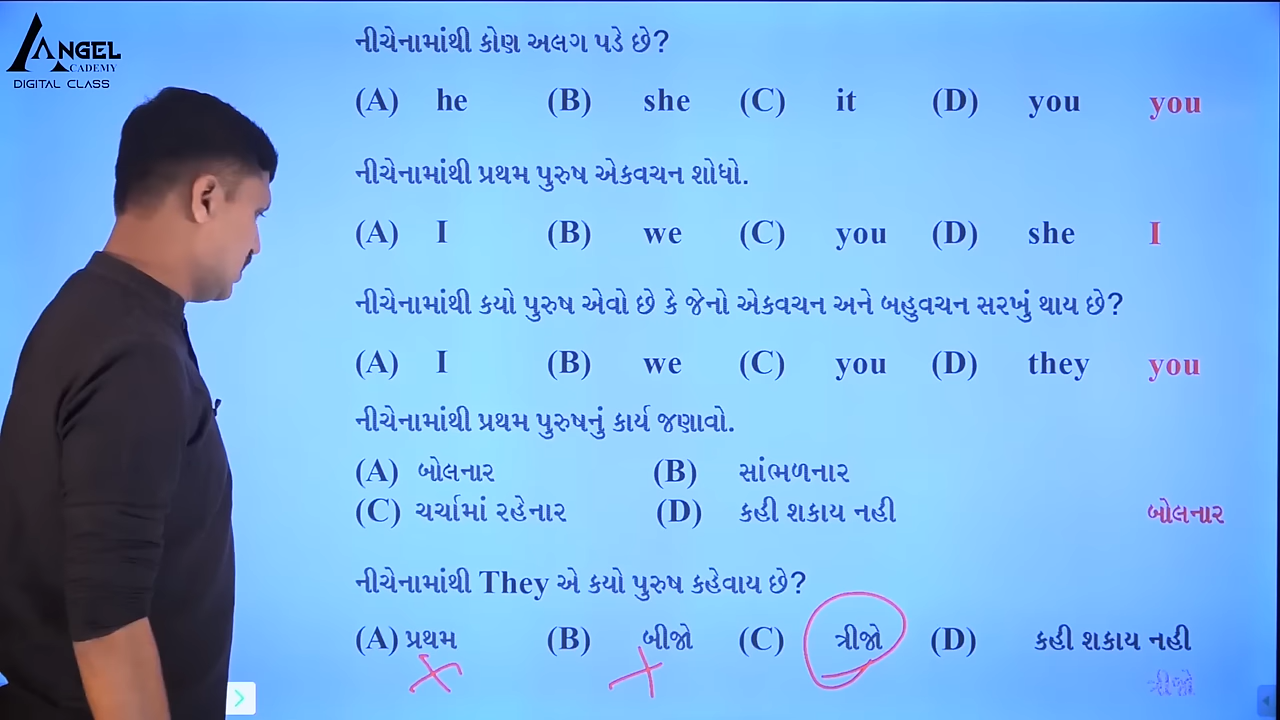 ANGEL
ACADEMY
DIGITAL CLASS
નીચેનામાંથી કોણ અલગ પડે છે?
(A) he (B) she (C) it (D) you you
નીચેનામાંથી પ્રથમ પુરુષ એકવચન શોધો.
(A) I (B) we (C) you (D) she I
નીચેનામાંથી કયો પુરુષ એવો છે કે જેનો એકવચન અને બહુવચન સરખું થાય છે?
(A) I (B) we (C) you (D) they you
નીચેનામાંથી પ્રથમ પુરુષનું કાર્ય જણાવો.
(A) બોલનાર (B) સાંભળનાર
(C) ચર્ચામાં રહેનાર (D) કહી શકાય નહી બોલનાર
નીચેનામાંથી They એ કયો પુરુષ કહેવાય છે?
(A) પ્રથમ (B) બીજો (C) ત્રીજો (D) કહી શકાય નહી
ત્રીજો